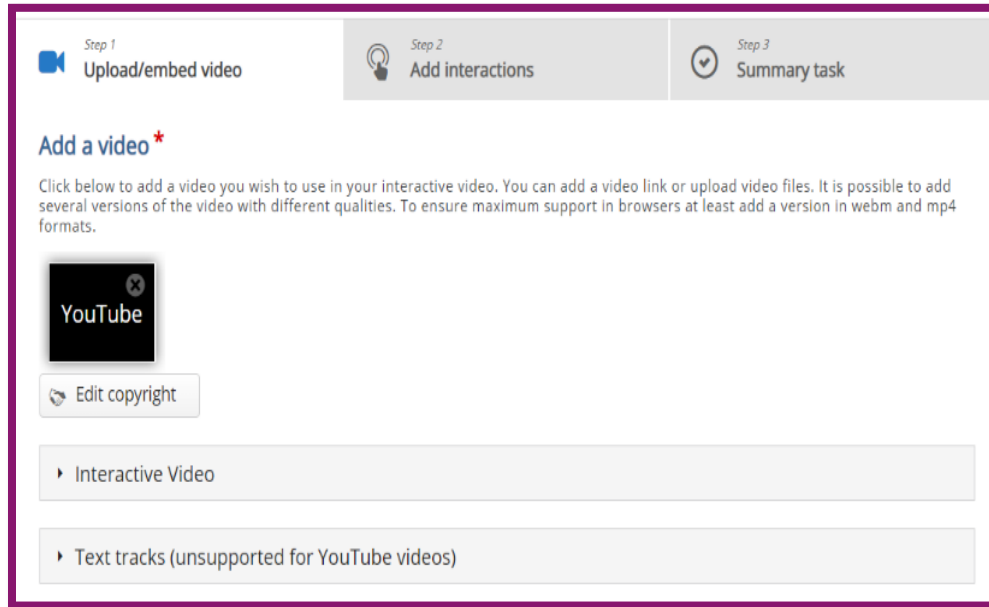 Step 1
Upload/embed video
Step 2
Add interactions
Step 3
Summary task
Add a video *
Click below to add a video you wish to use in your interactive video. You can add a video link or upload video files. It is possible to add
several versions of the video with different qualities. To ensure maximum support in browsers at least add a version in webm and mp4
formats.
YouTube
Edit copyright
Interactive Video
Text tracks (unsupported for YouTube videos)